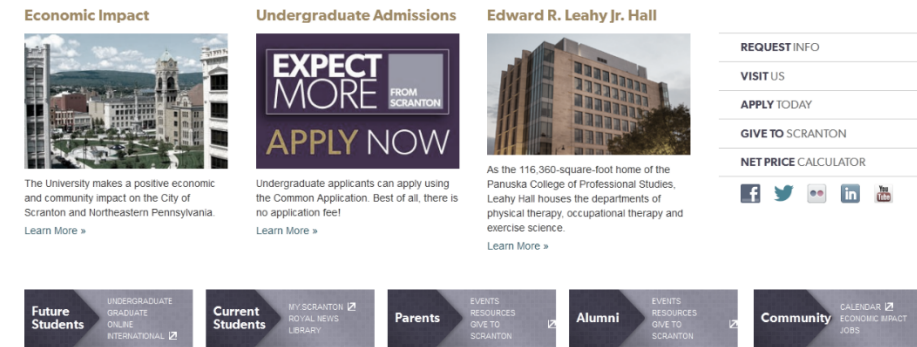 Economic Impact
Undergraduate Admissions
Edward R. Leahy Jr. Hall
EXPECT
MORE
FROM
SCRANTON
APPLY NOW
The University makes a positive economic
and community impact on the City of
Scranton and Northeastern Pennsylvania.
Learn More »
Undergraduate applicants can apply using
the Common Application. Best of all, there is
no application fee!
Learn More »
As the 116,360-square-foot home of the
Panuska College of Professional Studies,
Leahy Hall houses the departments of
physical therapy, occupational therapy and
exercise science.
Learn More »
REQUEST INFO
VISIT US
APPLY TODAY
GIVE TO SCRANTON
NET PRICE CALCULATOR
f
in
You
Tube
Future
Students
UNDERGRADUATE
GRADUATE
ONLINE
INTERNATIONAL
Current
Students
MY.SCRANTON
ROYAL NEWS
LIBRARY
Parents
EVENTS
RESOURCES
GIVE TO
SCRANTON
Alumni
EVENTS
RESOURCES
GIVE TO
SCRANTON
Community
CALENDAR
ECONOMIC IMPACT
JOBS